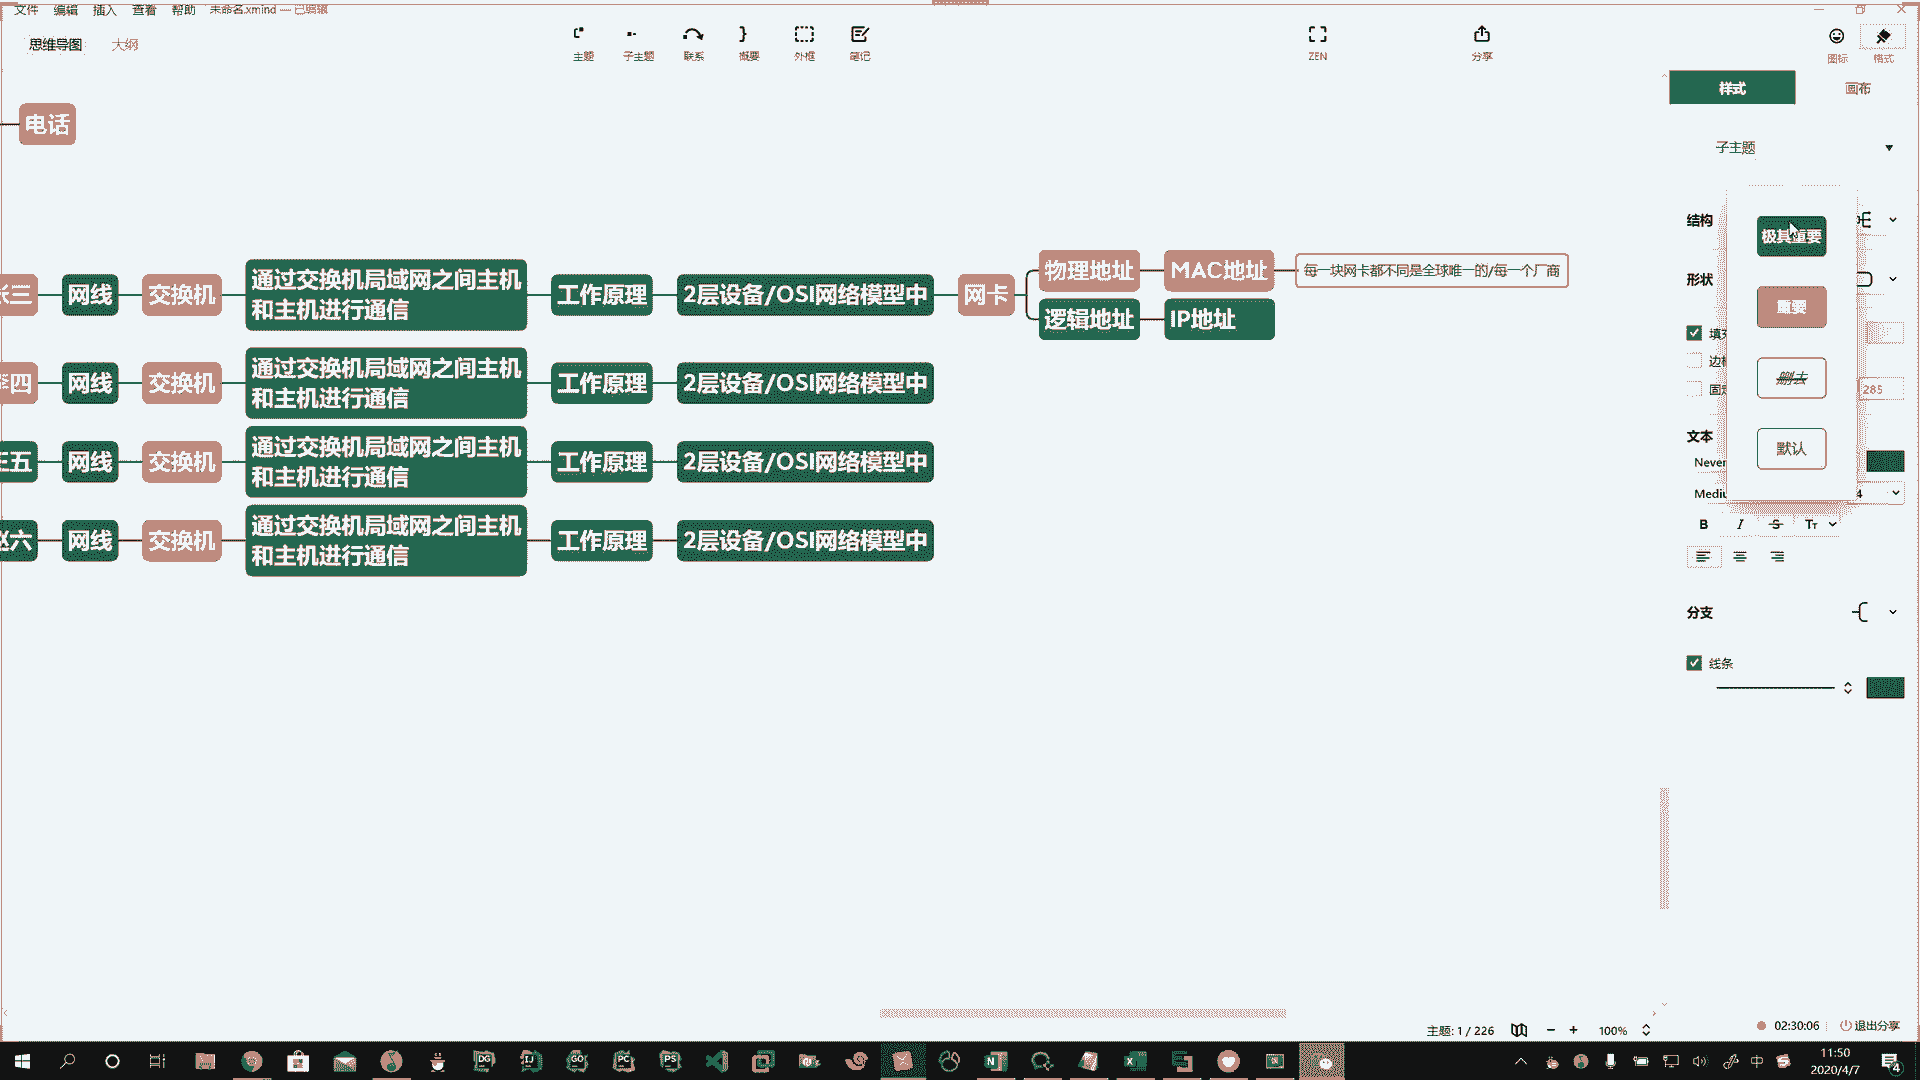 文件 编辑 插入 查看 帮助 未命名.xmind — 已编辑
思维导图 大纲
主题 子主题 联系 概要 外框 笔记 ZEN 分享 图标 格式
样式 画布
电话
子主题
结构
极其重要
形状
重要
删去
285
默认
文本
B I S Tт
分支
线条
三 网线 交换机 通过交换机局域网之间主机
和主机进行通信
工作原理 2层设备/OSI网络模型中 网卡
物理地址 MAC地址 每一块网卡都不同是全球唯一的/每一个厂商
逻辑地址 IP地址
四 网线 交换机 通过交换机局域网之间主机
和主机进行通信
工作原理 2层设备/OSI网络模型中
五 网线 交换机 通过交换机局域网之间主机
和主机进行通信
工作原理 2层设备/OSI网络模型中
六 网线 交换机 通过交换机局域网之间主机
和主机进行通信
工作原理 2层设备/OSI网络模型中
主题: 1 / 226 100% 02:30:06 退出分享
DG IJ GO PC PS 中 11:50
2020/4/7 4